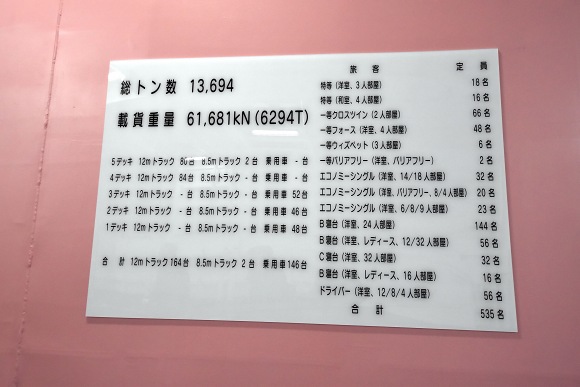 総トン数 13,694
載貨重量 61,681kN(6294T)
5デッキ 12mトラック 80台 8.5mトラック 2台 乗用車 -台
4デッキ 12mトラック 84台 8.5mトラック -台 乗用車 -台
3デッキ 12mトラック -台 8.5mトラック -台 乗用車 52台
2デッキ 12mトラック -台 8.5mトラック -台 乗用車 46台
1デッキ 12mトラック -台 8.5mトラック -台 乗用車 48台
合計 12mトラック 164台 8.5mトラック 2台 乗用車 146台
旅客 定員
特等(洋室、3人部屋) 18名
特等(和室、4人部屋) 16名
一等クロスツイン(2人部屋) 66名
一等フォース(洋室、4人部屋) 48名
一等ウィズペット(3人部屋) 6名
一等バリアフリー(洋室、バリアフリー) 2名
エコノミーシングル(洋室、14/18人部屋) 32名
エコノミーシングル(洋室、バリアフリー、8/4人部屋) 20名
エコノミーシングル(洋室、6/8/9人部屋) 23名
B寝台(洋室、24人部屋) 144名
B寝台(洋室、レディース、12/32人部屋) 56名
C寝台(洋室、32人部屋) 32名
B寝台(洋室、レディース、16人部屋) 16名
ドライバー(洋室、12/8/4人部屋) 56名
合計 535名